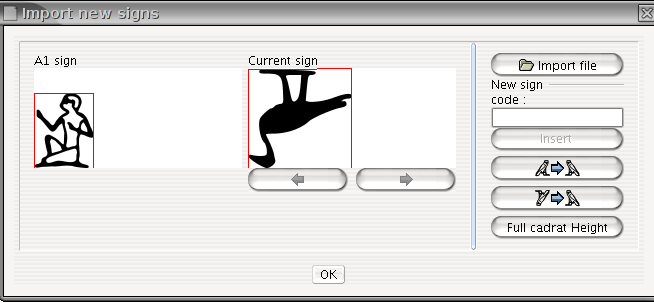 Import new signs
A1 sign
Current sign
Import file
New sign
code :
Insert
Full cadrat Height
OK